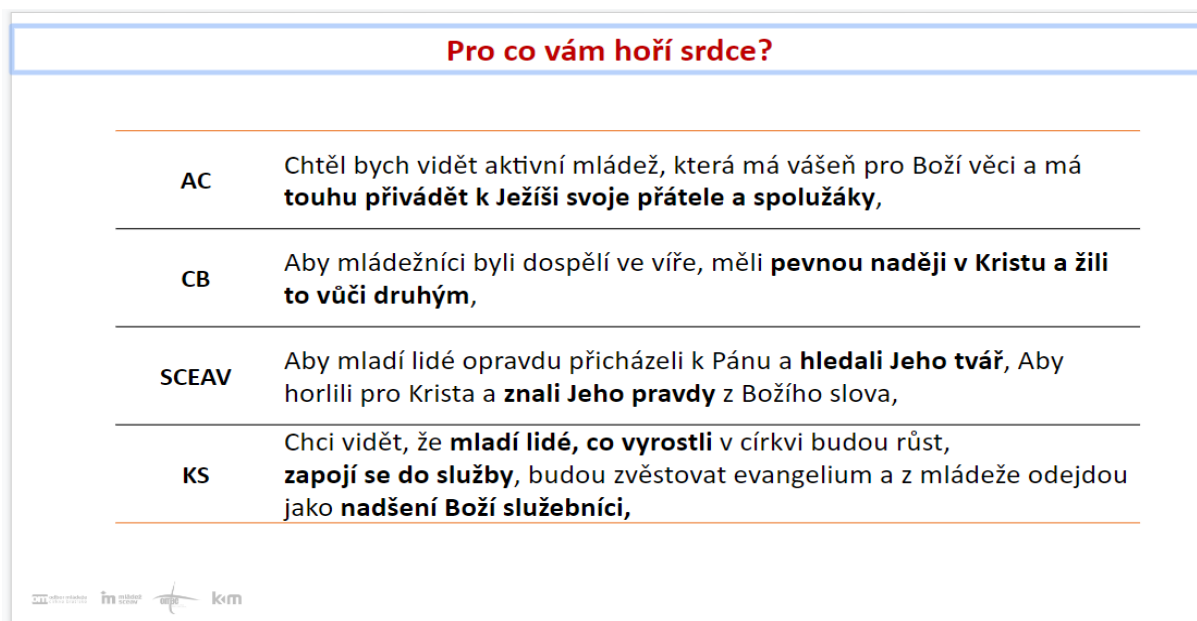 Pro co vám hoří srdce?
AC
Chtěl bych vidět aktivní mládež, která má vášeň pro Boží věci a má
touhu přivádět k Ježíši svoje přátele a spolužáky,
CB
Aby mládežníci byli dospělí ve víře, měli pevnou naději v Kristu a žili
to vůči druhým,
SCEAV
Aby mladí lidé opravdu přicházeli k Pánu a hledali Jeho tvář, Aby
horlili pro Krista a znali Jeho pravdy z Božího slova,
KS
Chci vidět, že mladí lidé, co vyrostli v církvi budou růst,
zapojí se do služby, budou zvěstovat evangelium a z mládeže odejdou
jako nadšení Boží služebníci,